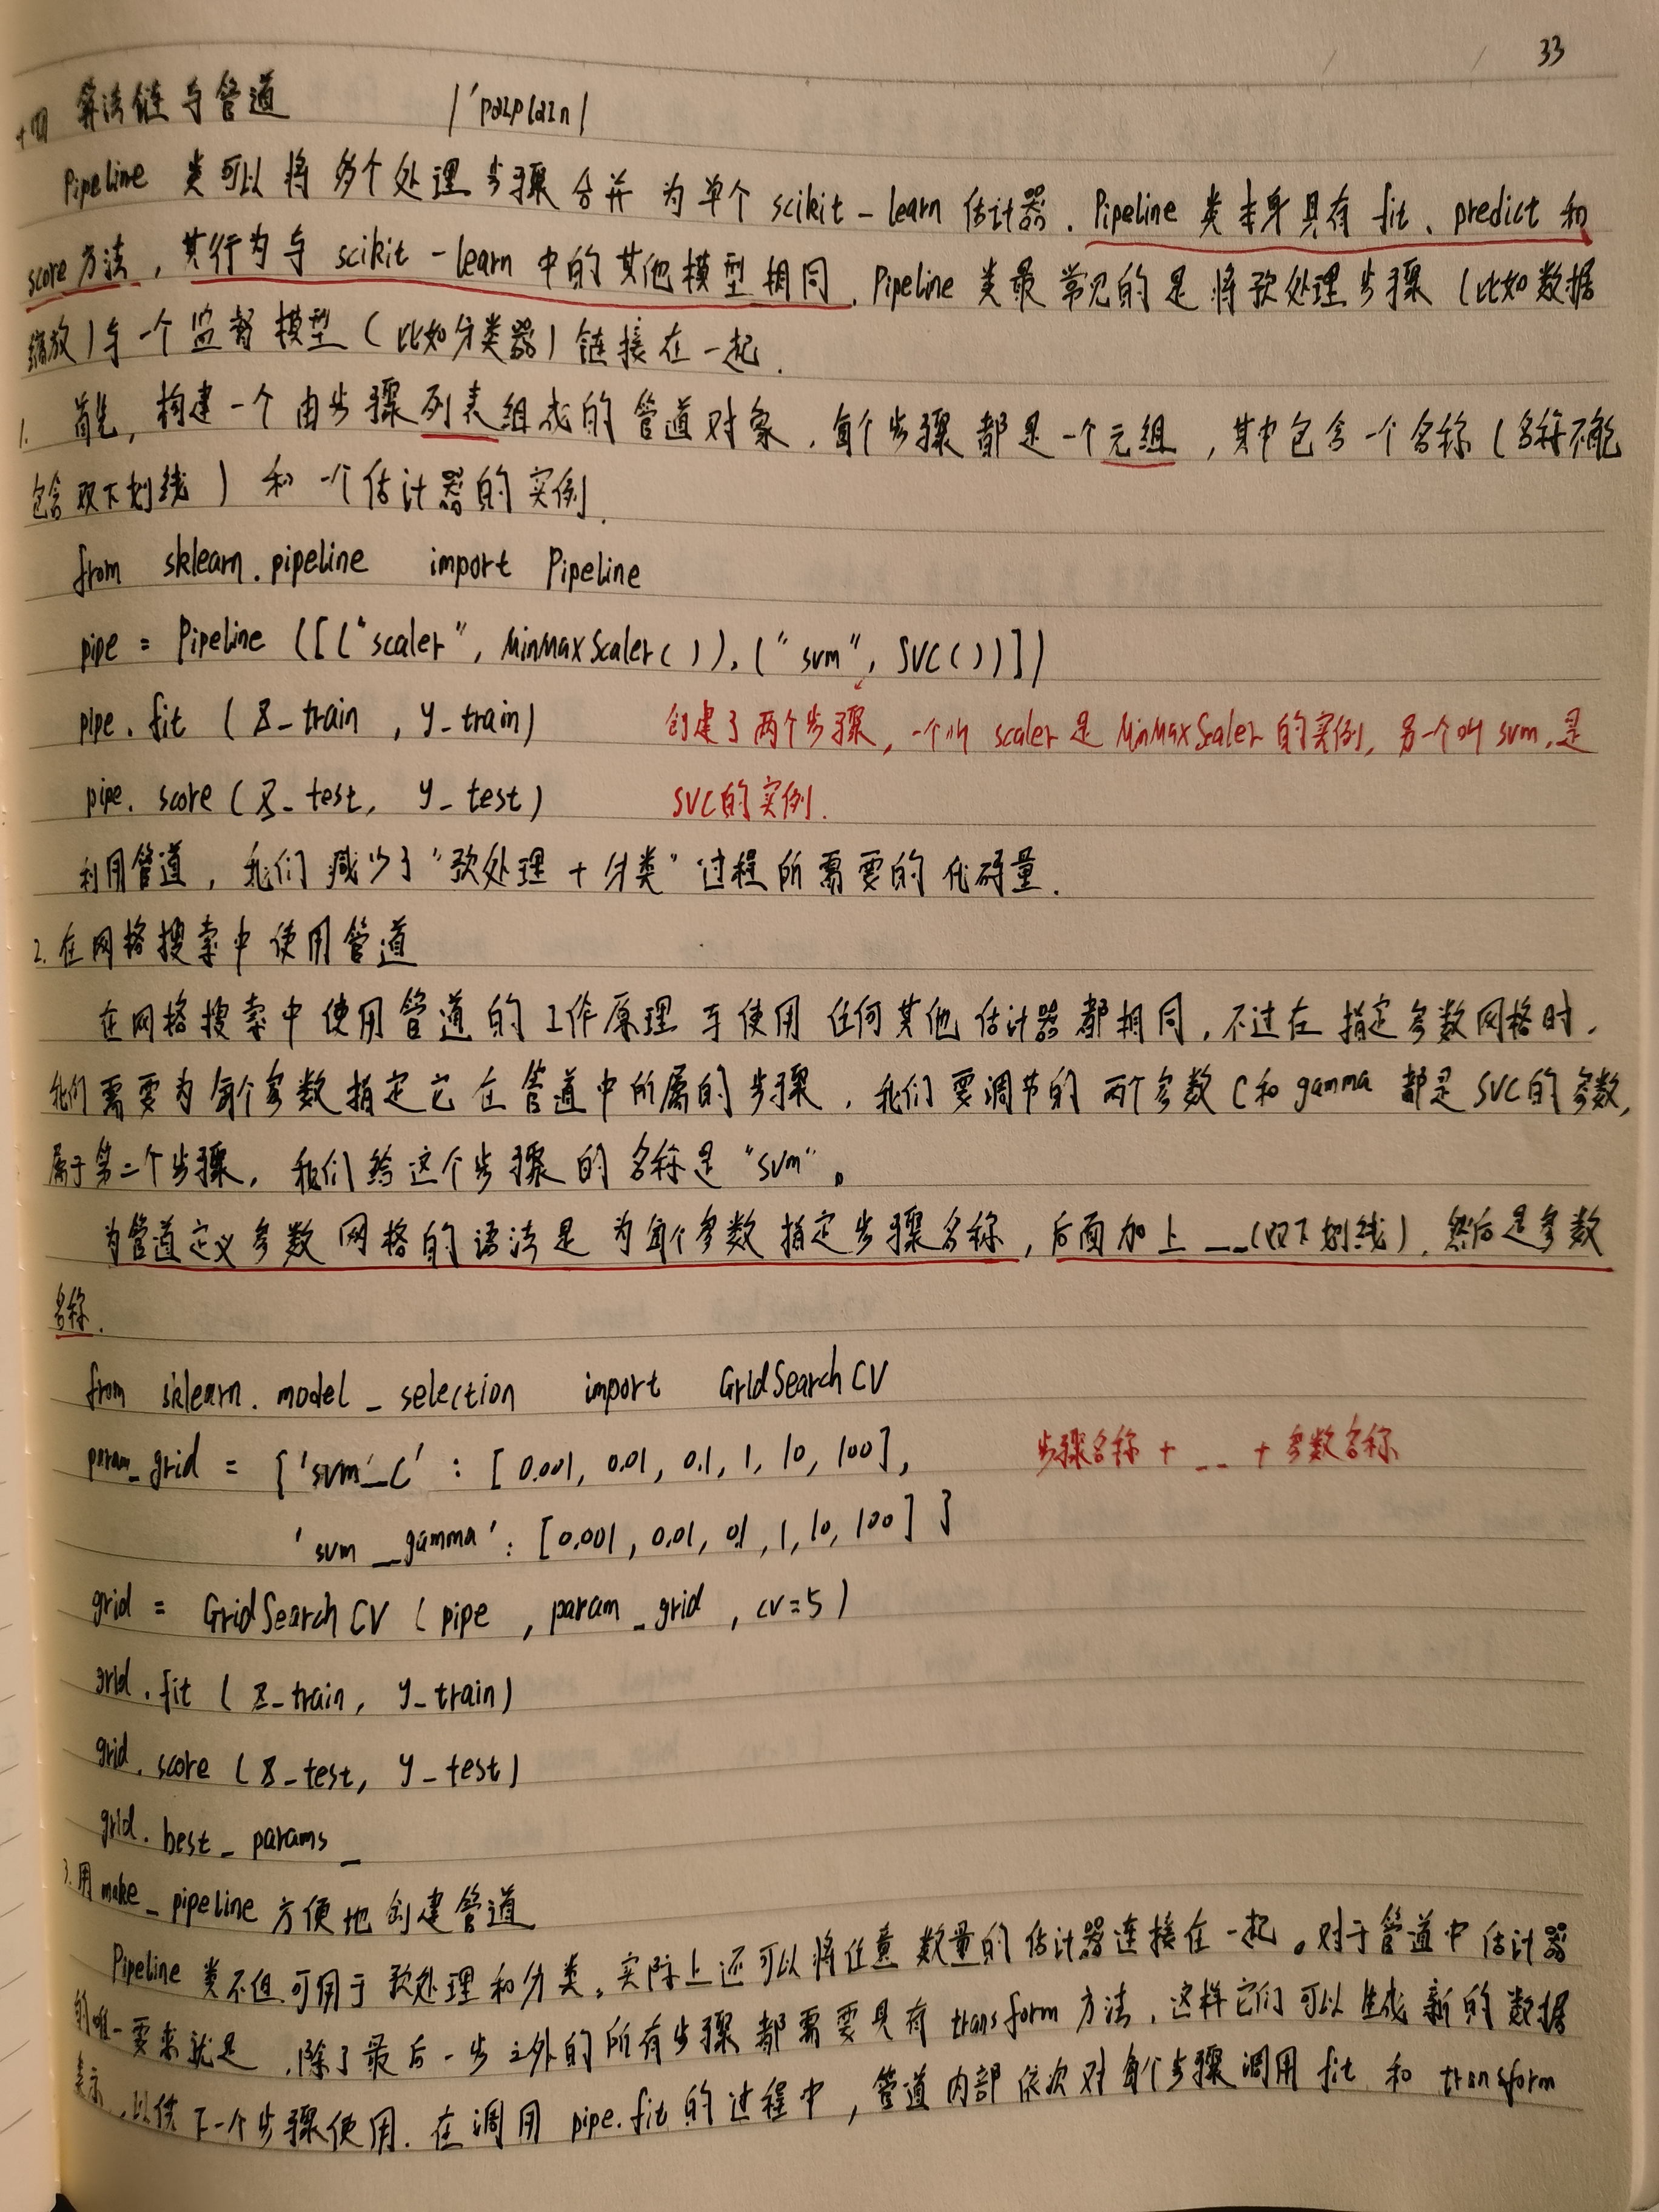 33
十四 算法链与管道 /'paɪplaɪn/
Pipeline 类可以将多个处理步骤合并为单个 scikit-learn 估计器. Pipeline 类本身具有 fit、predict 和
score 方法，其行为与 scikit-learn 中的其他模型相同. Pipeline 类最常见的是将预处理步骤（比如数据
缩放）与一个监督模型（比如分类器）链接在一起.
1. 首先，构建一个由步骤列表组成的管道对象. 每个步骤都是一个元组，其中包含一个名称（名称不能
包含双下划线）和一个估计器的实例.
from sklearn.pipeline import Pipeline
pipe = Pipeline ([("scaler", MinMaxScaler()), ("svm", SVC())])
pipe.fit (X_train, y_train) 创建了两个步骤，一个叫 scaler 是 MinMaxScaler 的实例，另一个叫 svm，是
pipe.score (X_test, y_test) SVC的实例.
利用管道，我们减少了“预处理 + 分类”过程所需要的代码量.
2. 在网格搜索中使用管道
在网格搜索中使用管道的工作原理与使用任何其他估计器都相同. 不过在指定参数网格时，
我们需要为每个参数指定它在管道中所属的步骤. 我们要调节的两个参数 C 和 gamma 都是 SVC 的参数,
属于第二个步骤. 我们给这个步骤的名称是 "svm"。
为管道定义参数网格的语法是为每个参数指定步骤名称，后面加上 __（双下划线），然后是参数
名称.
from sklearn.model_selection import GridSearchCV
param_grid = {'svm__C' : [0.001, 0.01, 0.1, 1, 10, 100], 步骤名称 + __ + 参数名称
'svm__gamma' : [0.001, 0.01, 0.1, 1, 10, 100] }
grid = GridSearchCV (pipe, param_grid, cv=5)
grid.fit (X_train, y_train)
grid.score (X_test, y_test)
grid.best_params_
3. 用 make_pipeline 方便地创建管道
Pipeline 类不但可用于预处理和分类，实际上还可以将任意数量的估计器连接在一起。对于管道中估计器
的唯一要求就是，除了最后一步之外的所有步骤都需要具有 transform 方法，这样它们可以生成新的数据
表示，以供下一个步骤使用. 在调用 pipe.fit 的过程中，管道内部依次对每个步骤调用 fit 和 transform